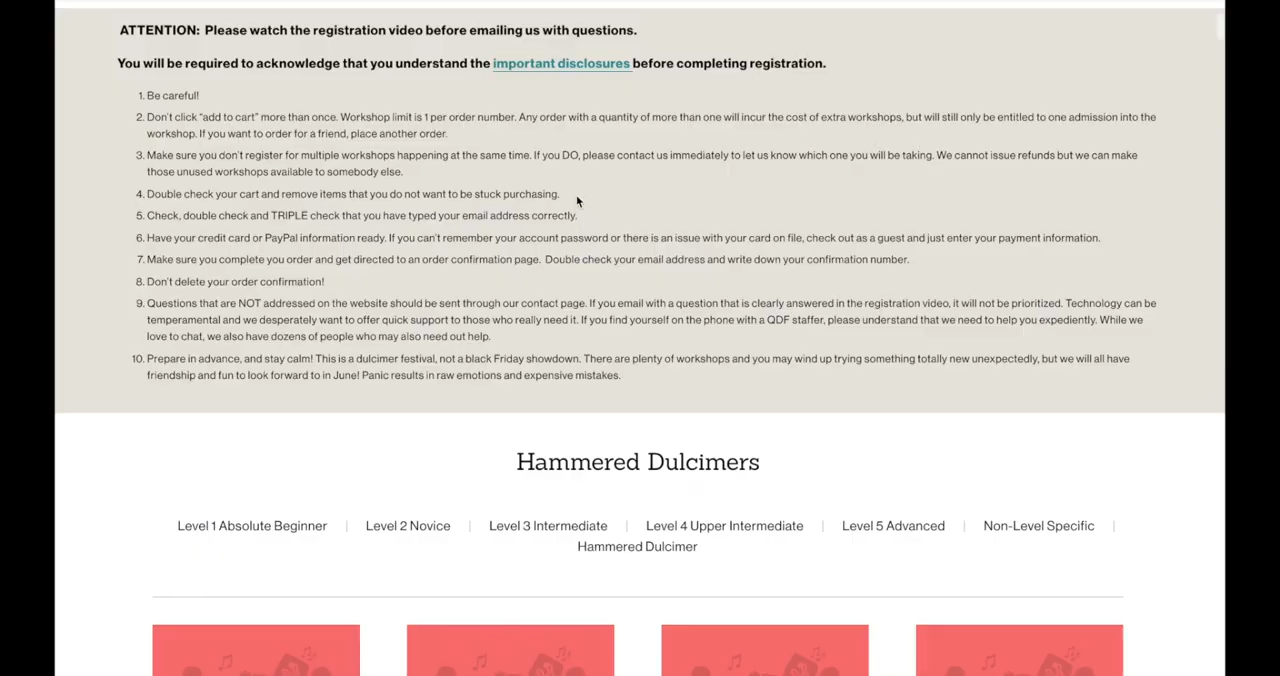 ATTENTION: Please watch the registration video before emailing us with questions.
You will be required to acknowledge that you understand the important disclosures before completing registration.
1. Be careful!
2. Don't click “add to cart” more than once. Workshop limit is 1 per order number. Any order with a quantity of more than one will incur the cost of extra workshops, but will still only be entitled to one admission into the
workshop. If you want to order for a friend, place another order.
3. Make sure you don't register for multiple workshops happening at the same time. If you DO, please contact us immediately to let us know which one you will be taking. We cannot issue refunds but we can make
those unused workshops available to somebody else.
4. Double check your cart and remove items that you do not want to be stuck purchasing.
5. Check, double check and TRIPLE check that you have typed your email address correctly.
6. Have your credit card or PayPal information ready. If you can't remember your account password or there is an issue with your card on file, check out as a guest and just enter your payment information.
7. Make sure you complete you order and get directed to an order confirmation page. Double check your email address and write down your confirmation number.
8. Don't delete your order confirmation!
9. Questions that are NOT addressed on the website should be sent through our contact page. If you email with a question that is clearly answered in the registration video, it will not be prioritized. Technology can be
temperamental and we desperately want to offer quick support to those who really need it. If you find yourself on the phone with a QDF staffer, please understand that we need to help you expediently. While we
love to chat, we also have dozens of people who may also need out help.
10. Prepare in advance, and stay calm! This is a dulcimer festival, not a black Friday showdown. There are plenty of workshops and you may wind up trying something totally new unexpectedly, but we will all have
friendship and fun to look forward to in June! Panic results in raw emotions and expensive mistakes.
Hammered Dulcimers
Level 1 Absolute Beginner | Level 2 Novice | Level 3 Intermediate | Level 4 Upper Intermediate | Level 5 Advanced | Non-Level Specific |
Hammered Dulcimer